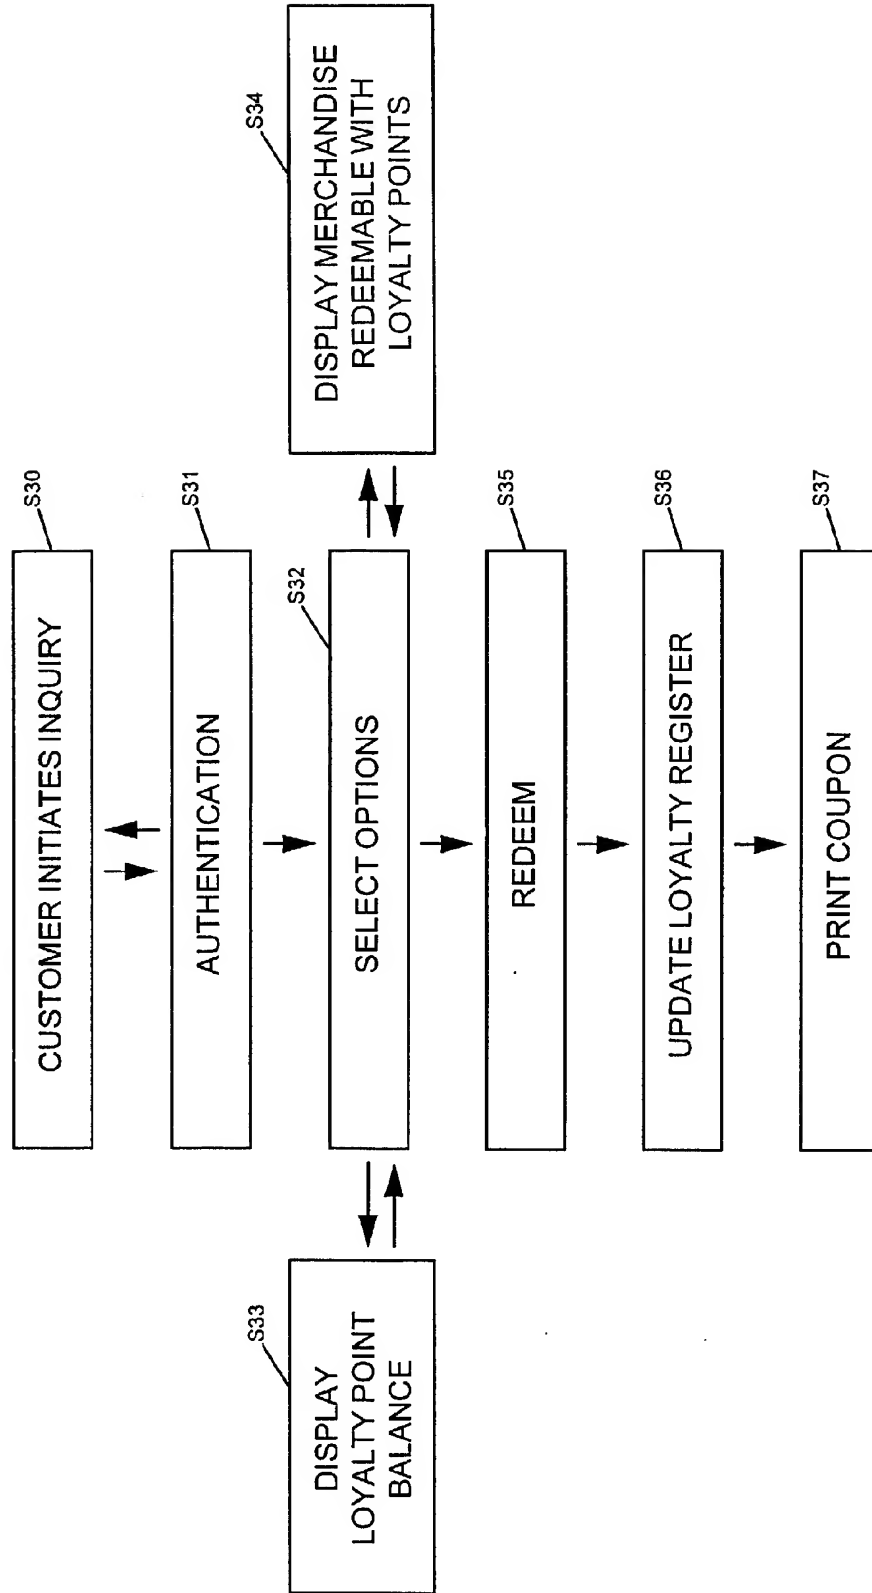 S30
CUSTOMER INITIATES INQUIRY
S31
AUTHENTICATION
S32
SELECT OPTIONS
S33
DISPLAY
LOYALTY POINT
BALANCE
S34
DISPLAY MERCHANDISE
REDEEMABLE WITH
LOYALTY POINTS
S35
REDEEM
S36
UPDATE LOYALTY REGISTER
S37
PRINT COUPON